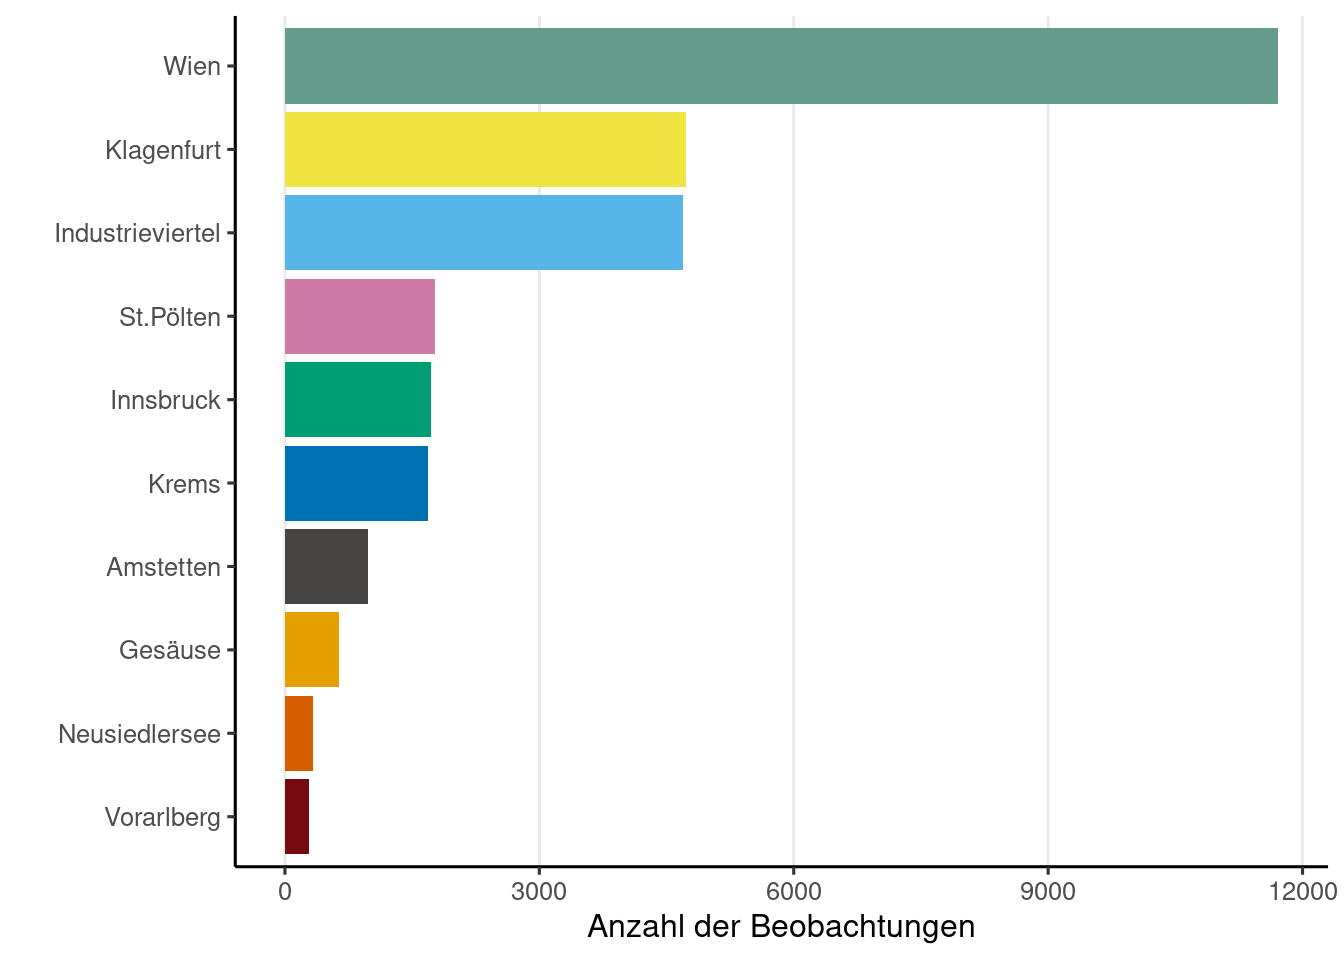 Wien
Klagenfurt
Industrieviertel
St.Pölten
Innsbruck
Krems
Amstetten
Gesäuse
Neusiedlersee
Vorarlberg
0 3000 6000 9000 12000
Anzahl der Beobachtungen